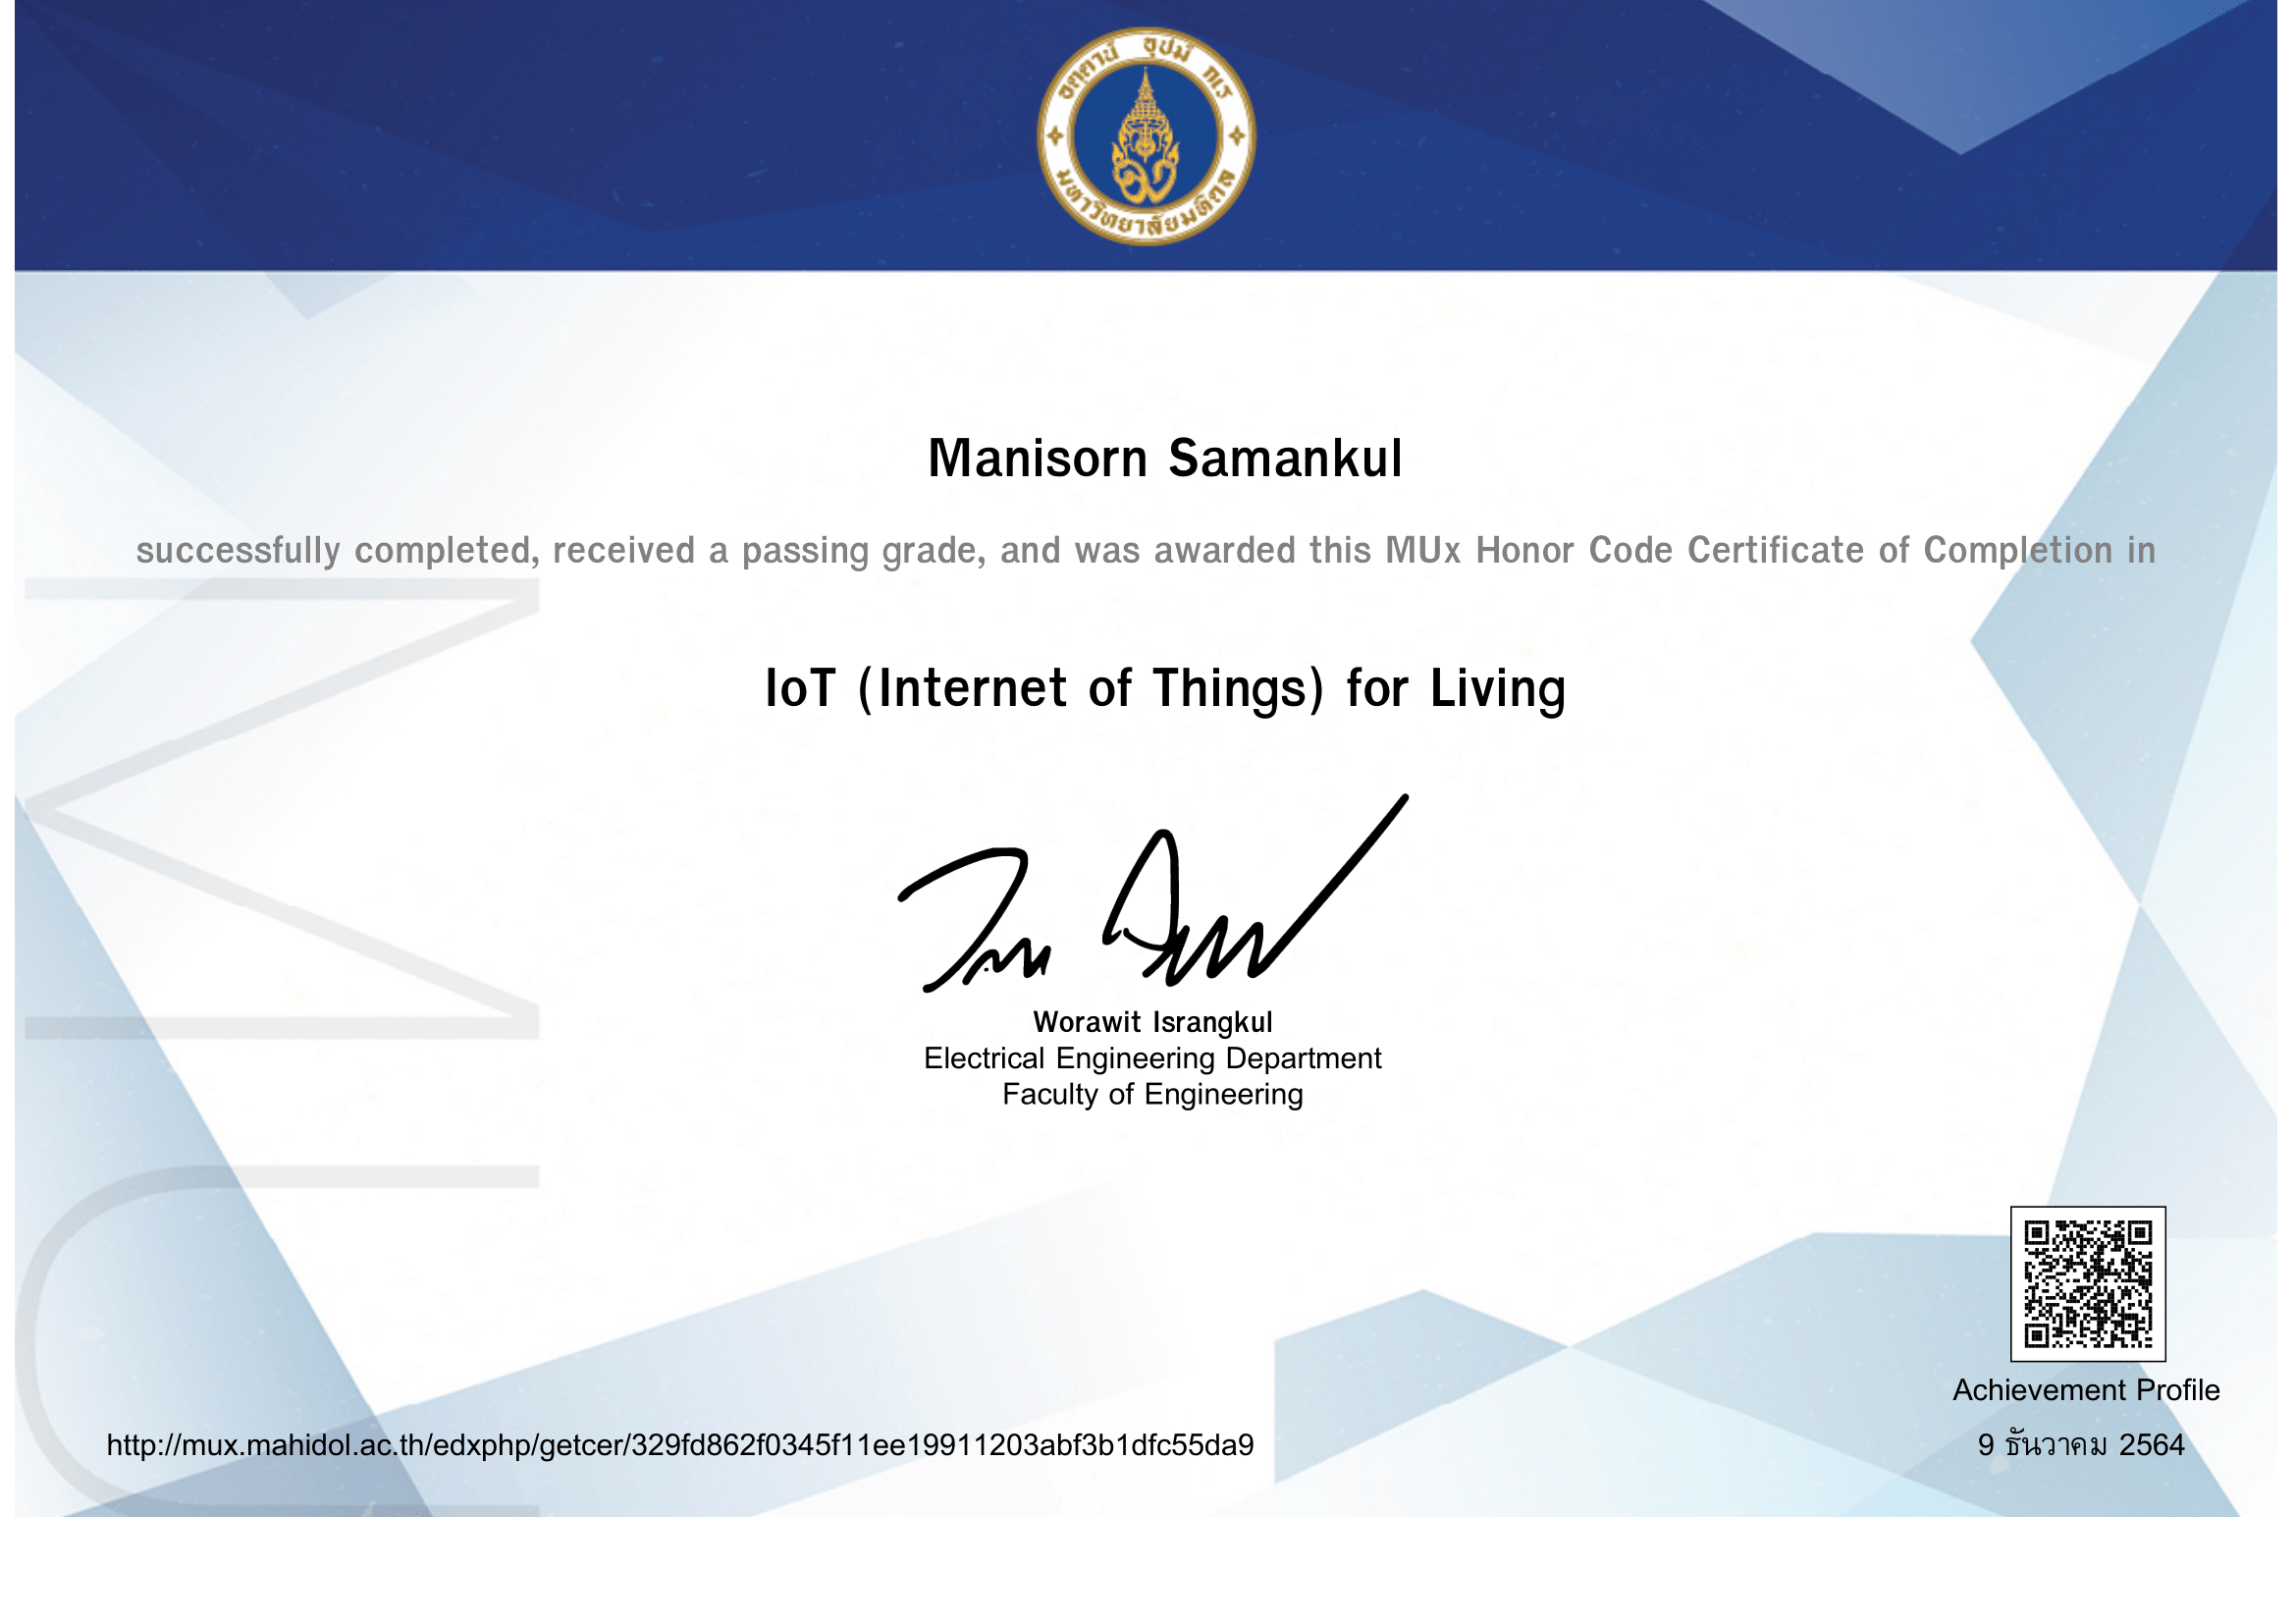 อตฺตานํ อุปมํ กเร
มหาวิทยาลัยมหิดล
Manisorn Samankul
successfully completed, received a passing grade, and was awarded this MUx Honor Code Certificate of Completion in
IoT (Internet of Things) for Living
Worawit Israngkul
Electrical Engineering Department
Faculty of Engineering
Achievement Profile
http://mux.mahidol.ac.th/edxphp/getcer/329fd862f0345f11ee19911203abf3b1dfc55da9
9 ธันวาคม 2564